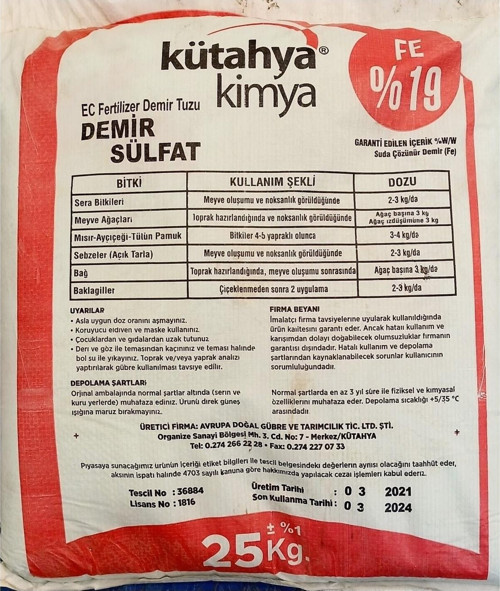 kütahya®
kimya
FE
%19
EC Fertilizer Demir Tuzu
DEMİR
SÜLFAT
GARANTİ EDİLEN İÇERİK %W/W
Suda Çözünür Demir (Fe)
BİTKİ KULLANIM ŞEKLİ DOZU
Sera Bitkileri Meyve oluşumu ve noksanlık görüldüğünde 2-3 kg/da
Meyve Ağaçları Toprak hazırlandığında ve noksanlık görüldüğünde Ağaç başına 3 kg
Ağaç izdüşümüne 3 kg
Mısır-Ayçiçeği-Tütün Pamuk Bitkiler 4-5 yapraklı olunca 3-4 kg/da
Sebzeler (Açık Tarla) Meyve oluşumu ve noksanlık görüldüğünde 2-3 kg/da
Bağ Toprak hazırlandığında, meyve oluşumu sonrasında Ağaç başına 3 kg/da
Baklagiller Çiçeklenmeden sonra 2 uygulama 2-3 kg/da
UYARILAR
• Asla uygun doz oranını aşmayınız.
• Koruyucu eldiven ve maske kullanınız.
• Çocuklardan ve gıdalardan uzak tutunuz.
• Deri ve göz ile temasından kaçınınız ve teması halinde
bol su ile yıkayınız. Toprak ve/veya yaprak analizi
yaptırılarak gübre kullanılması tavsiye edilir.
FİRMA BEYANI
İmalatçı firma tavsiyelerine uyularak kullanıldığında
ürün kaitesini garanti eder. Ancak hatalı kullanım ve
karışımdan dolayı doğabilecek olumsuzluklar firmanın
garantisi dışındadır. Hatalı kullanım ve depolama
şartlarından kaynaklanabilecek sorunlar kullanıcının
sorumluluğundadır.
DEPOLAMA ŞARTLARI
Orjinal ambalajında normal şartlar altında (serin ve
kuru yerlerde) muhafaza ediniz. Ürünü direk güneş
ışığına maruz bırakmayınız.
Normal şartlarda en az 3 yıl süre ile fiziksel ve kimyasal
özelliklerini muhafaza eder. Depolama sıcaklığı +5/35 °C
arasındadır.
ÜRETİCİ FİRMA: AVRUPA DOĞAL GÜBRE VE TARIMCILIK TİC. LTD. ŞTİ.
Organize Sanayi Bölgesi Mh. 3. Cd. No: 7 - Merkez/KÜTAHYA
Tel: 0.274 266 22 28 • Fax: 0.274 227 07 33
Piyasaya sunacağımız ürünün içeriği etiket bilgileri ile tescil belgesindeki değerlerın aynısı olacağını taahhüt eder,
aksının ispatı halinde 4703 sayılı kanuna göre hakkımızda yapılacak cezai işlemleri kabul ederiz.
Tescil No : 36884
Lisans No : 1816
Üretim Tarihi : 0 3 2021
Son Kullanma Tarihi : 0 3 2024
± %1
25Kg.